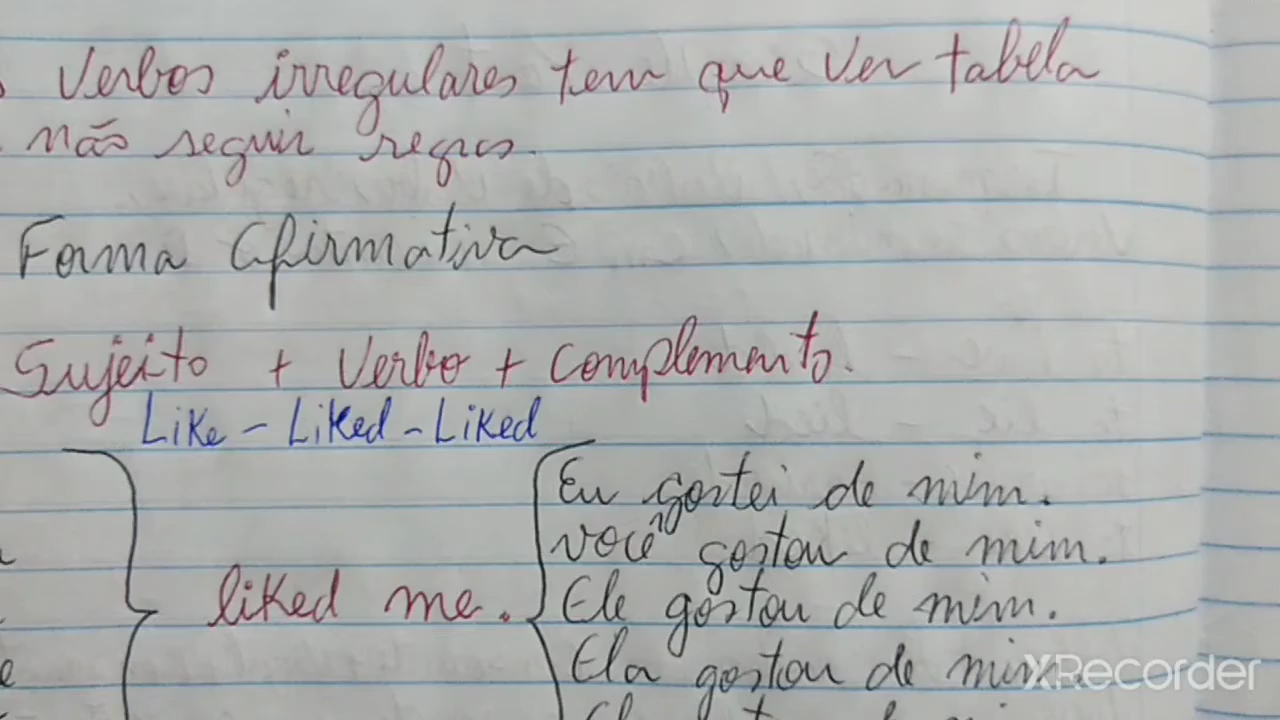 Verbos irregulares tem que ver tabela
não seguir regras.
Forma Afirmativa
Sujeito + Verbo + Complemento.
Like - Liked - Liked
liked me.
Eu gostei de mim.
Você gostou de mim.
Ele gostou de mim.
Ela gostou de mim.
XRecorder